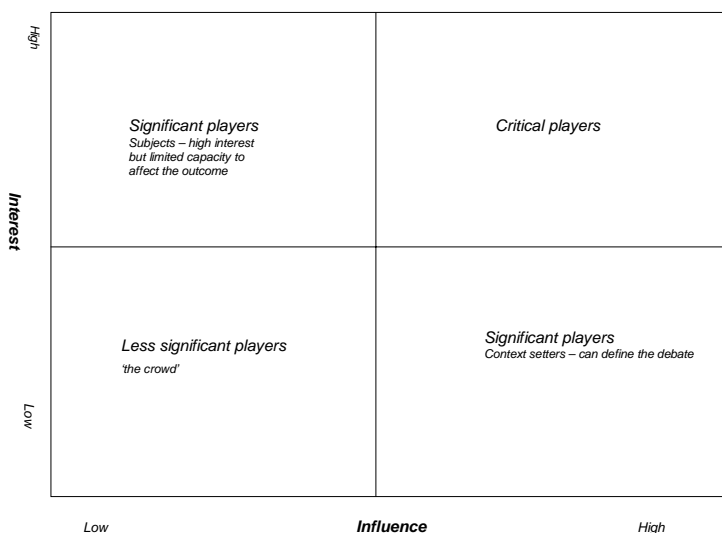 High
Significant players
Subjects – high interest
but limited capacity to
affect the outcome
Critical players
Interest
Less significant players
‘the crowd’
Significant players
Context setters – can define the debate
Low
Low
Influence
High